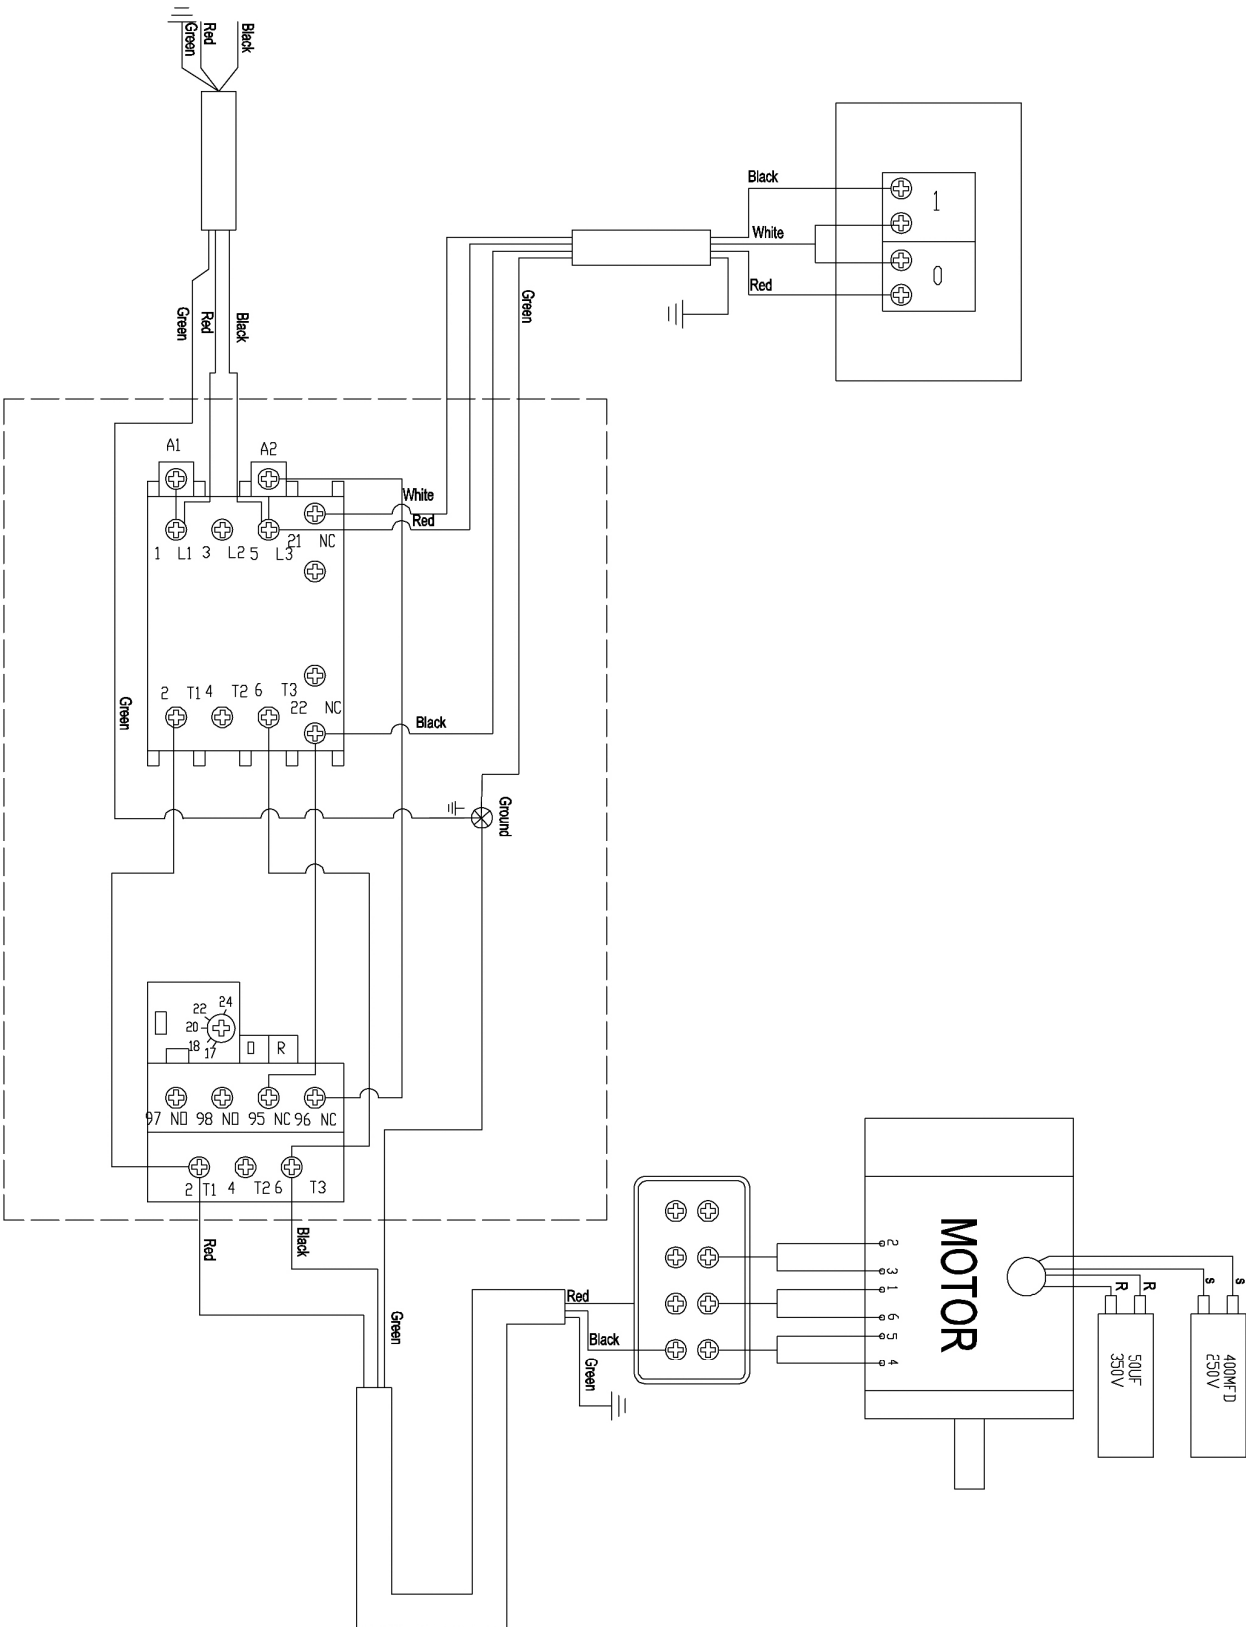 Green
Red
Black
Black
1
White
0
Red
Green
Green
Red
Black
A1
A2
White
Red
1 L1 3 L2 5 L3 21 NC
2 T1 4 T2 6 T3
22 NC
Green
Black
Ground
22 24
20
18 17
0 R
97 NO 98 NO 95 NC 96 NC
2 T1 4 T2 6 T3
Red
Black
Green
Red
Black
Green
2
3
1
6
5
4
MOTOR
R
R
s
s
50UF
350V
400MFD
250V